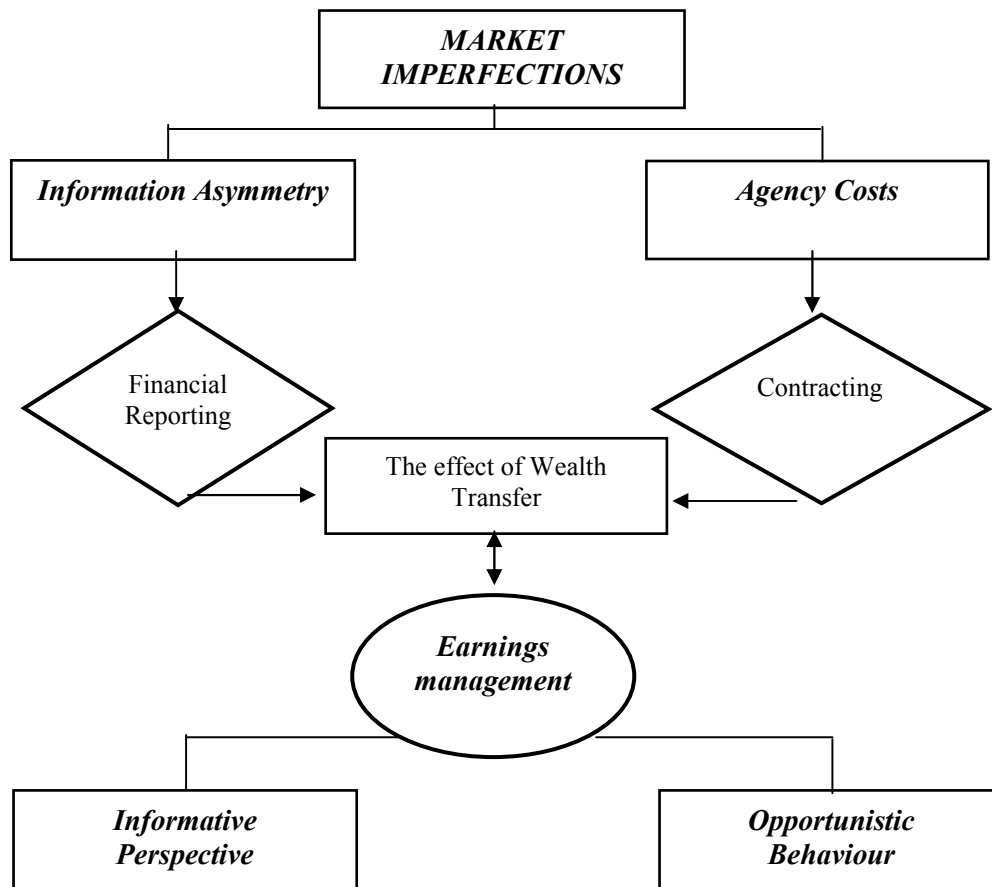 MARKET
IMPERFECTIONS
Information Asymmetry
Agency Costs
Financial
Reporting
Contracting
The effect of Wealth
Transfer
Earnings
management
Informative
Perspective
Opportunistic
Behaviour